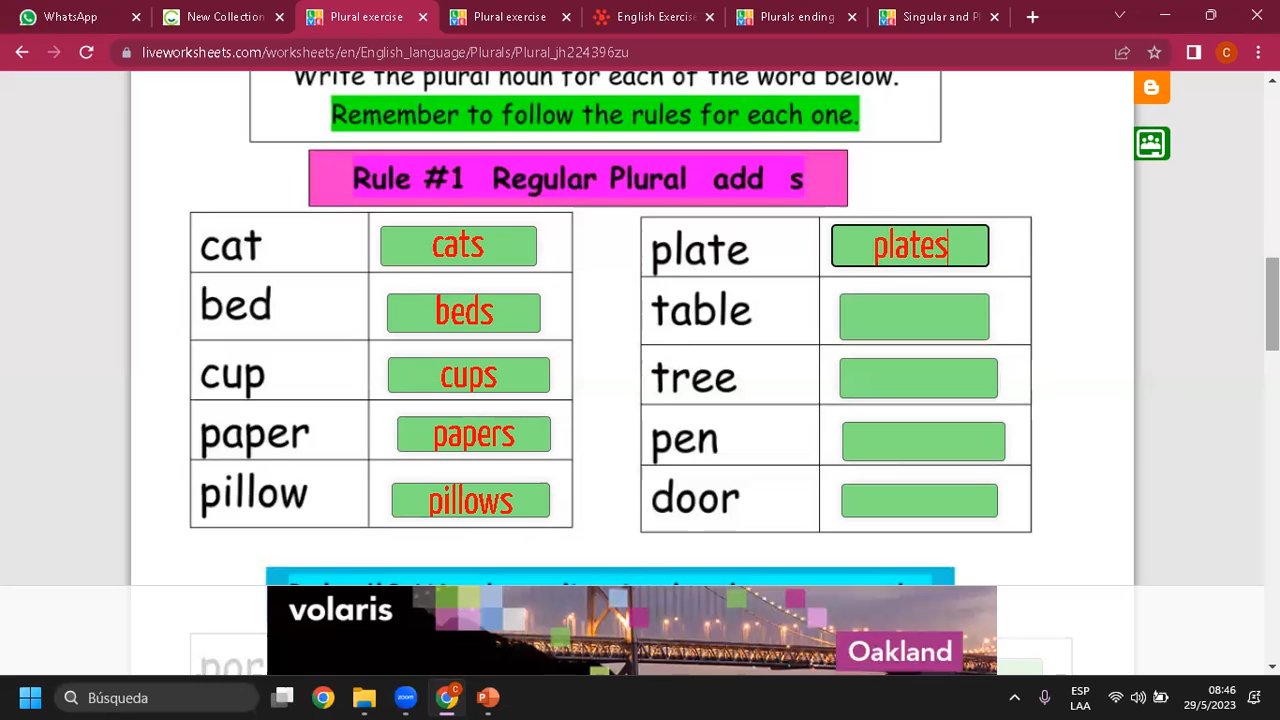 WhatsApp
New Collection
Plural exercise
Plural exercise
English Exercise
Plurals ending
Singular and P
liveworksheets.com/worksheets/en/English_language/Plurals/Plural_jh224396zu
Write the plural noun for each of the word below.
Remember to follow the rules for each one.
Rule #1 Regular Plural add s
cat cats
bed beds
cup cups
paper papers
pillow pillows
plate plates
table
tree
pen
door
volaris
Oakland
por
Búsqueda
zoom
ESP
LAA
08:46
29/5/2023